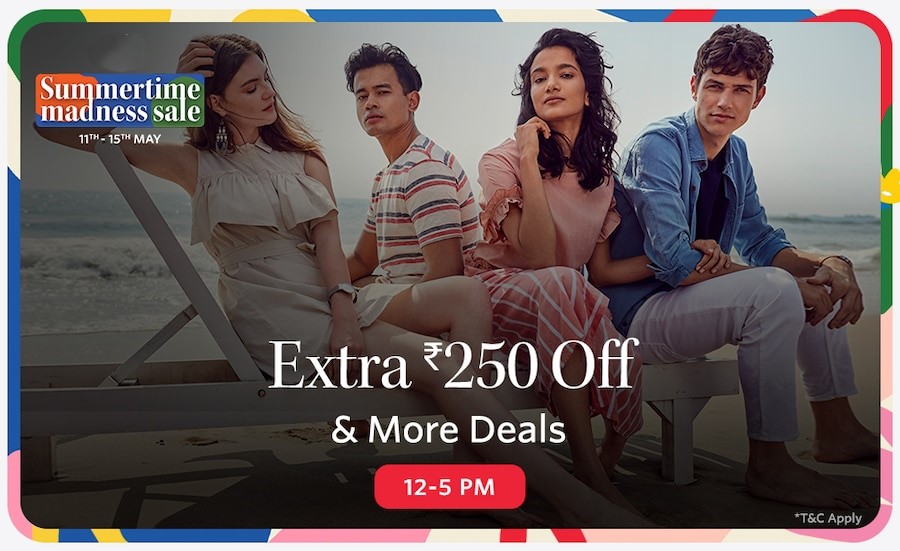 Summertime
madness sale
11TH - 15TH MAY
Extra ₹250 Off
& More Deals
12-5 PM
*T&C Apply